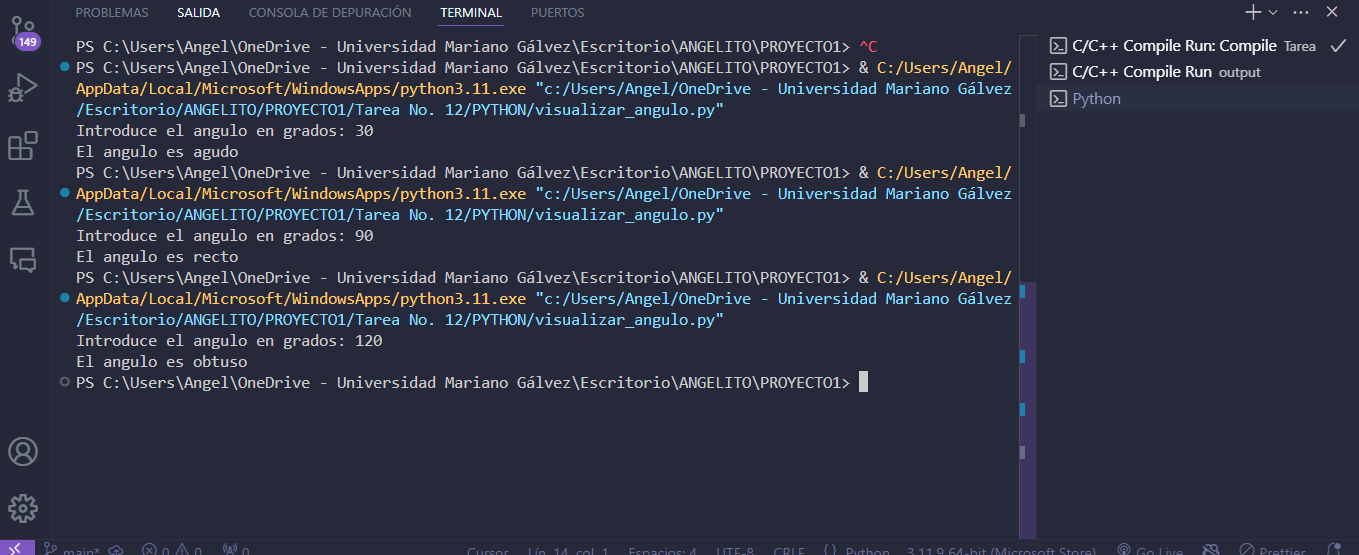 PROBLEMAS SALIDA CONSOLA DE DEPURACIÓN TERMINAL PUERTOS
149
PS C:\Users\Angel\OneDrive - Universidad Mariano Gálvez\Escritorio\ANGELITO\PROYECTO1> ^C
PS C:\Users\Angel\OneDrive - Universidad Mariano Gálvez\Escritorio\ANGELITO\PROYECTO1> & C:/Users/Angel/
AppData/Local/Microsoft/WindowsApps/python3.11.exe "c:/Users/Angel/OneDrive - Universidad Mariano Gálvez
/Escritorio/ANGELITO/PROYECTO1/Tarea No. 12/PYTHON/visualizar_angulo.py"
Introduce el angulo en grados: 30
El angulo es agudo
PS C:\Users\Angel\OneDrive - Universidad Mariano Gálvez\Escritorio\ANGELITO\PROYECTO1> & C:/Users/Angel/
AppData/Local/Microsoft/WindowsApps/python3.11.exe "c:/Users/Angel/OneDrive - Universidad Mariano Gálvez
/Escritorio/ANGELITO/PROYECTO1/Tarea No. 12/PYTHON/visualizar_angulo.py"
Introduce el angulo en grados: 90
El angulo es recto
PS C:\Users\Angel\OneDrive - Universidad Mariano Gálvez\Escritorio\ANGELITO\PROYECTO1> & C:/Users/Angel/
AppData/Local/Microsoft/WindowsApps/python3.11.exe "c:/Users/Angel/OneDrive - Universidad Mariano Gálvez
/Escritorio/ANGELITO/PROYECTO1/Tarea No. 12/PYTHON/visualizar_angulo.py"
Introduce el angulo en grados: 120
El angulo es obtuso
PS C:\Users\Angel\OneDrive - Universidad Mariano Gálvez\Escritorio\ANGELITO\PROYECTO1>
C/C++ Compile Run: Compile Tarea
C/C++ Compile Run output
Python
main* 0 0 0 Cursor Lín. 14, col. 1 Espacios: 4 UTF-8 CRLF {} Python 3.11.9 64-bit (Microsoft Store) Go Live Prettier